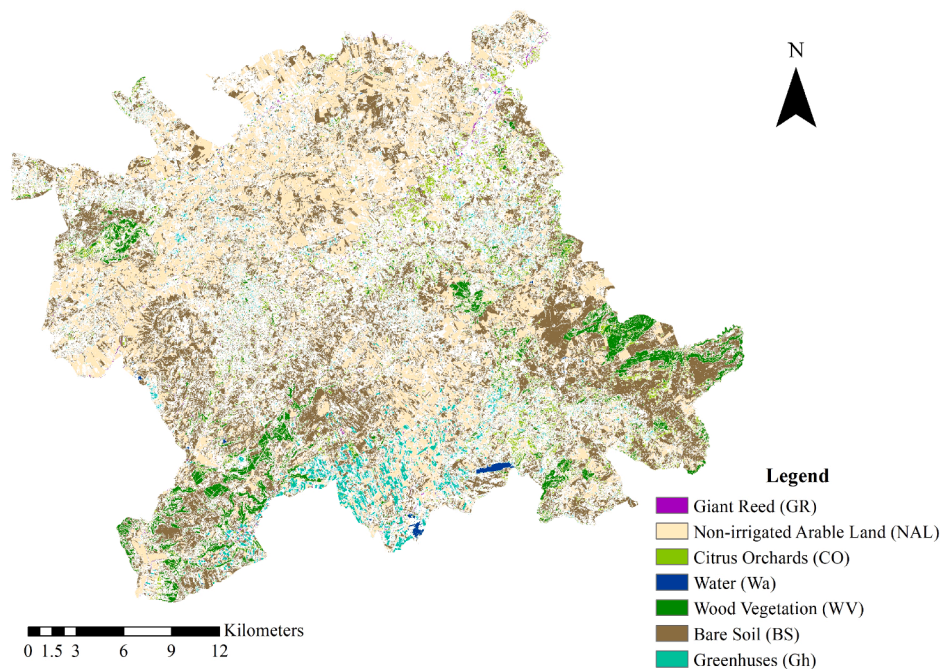 N
Legend
Giant Reed (GR)
Non-irrigated Arable Land (NAL)
Citrus Orchards (CO)
Water (Wa)
Wood Vegetation (WV)
Bare Soil (BS)
Greenhuses (Gh)
Kilometers
0 1.5 3 6 9 12